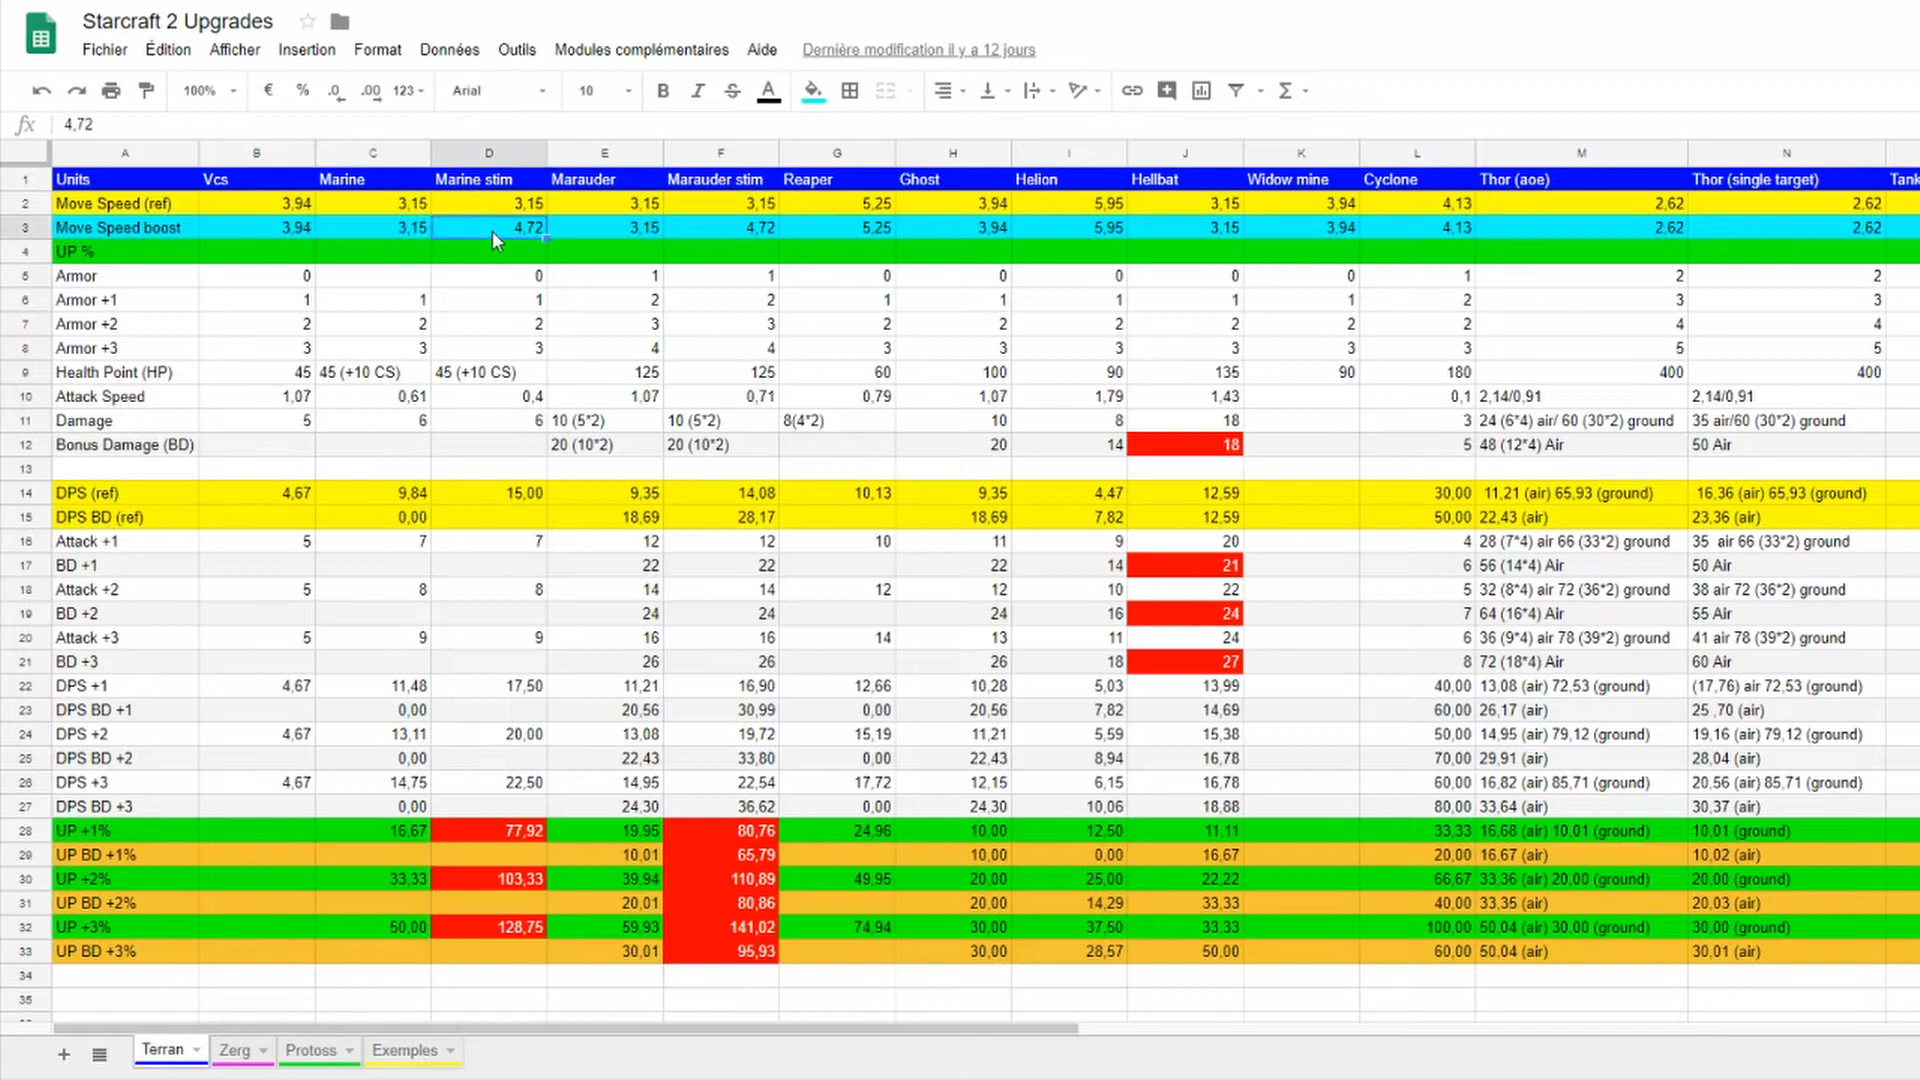 Starcraft 2 Upgrades
Fichier Édition Afficher Insertion Format Données Outils Modules complémentaires Aide Dernière modification il y a 12 jours
100% € % .0 .00 123 Arial 10 B I S A Σ
fx 4,72
A B C D E F G H I J K L M N
1 Units Vcs Marine Marine stim Marauder Marauder stim Reaper Ghost Helion Hellbat Widow mine Cyclone Thor (aoe) Thor (single target) Tank
2 Move Speed (ref) 3,94 3,15 3,15 3,15 3,15 5,25 3,94 5,95 3,15 3,94 4,13 2,62 2,62
3 Move Speed boost 3,94 3,15 4,72 3,15 4,72 5,25 3,94 5,95 3,15 3,94 4,13 2,62 2,62
4 UP %
5 Armor 0 0 1 1 0 0 0 0 0 1 2 2
6 Armor +1 1 1 1 2 2 1 1 1 1 1 2 3 3
7 Armor +2 2 2 2 3 3 2 2 2 2 2 2 4 4
8 Armor +3 3 3 3 4 4 3 3 3 3 3 3 5 5
9 Health Point (HP) 45 45 (+10 CS) 45 (+10 CS) 125 125 60 100 90 135 90 180 400 400
10 Attack Speed 1,07 0,61 0,4 1,07 0,71 0,79 1,07 1,79 1,43 0,1 2,14/0,91 2,14/0,91
11 Damage 5 6 6 10 (5*2) 10 (5*2) 8(4*2) 10 8 18 3 24 (6*4) air/ 60 (30*2) ground 35 air/60 (30*2) ground
12 Bonus Damage (BD) 20 (10*2) 20 (10*2) 20 14 18 5 48 (12*4) Air 50 Air
13
14 DPS (ref) 4,67 9,84 15,00 9,35 14,08 10,13 9,35 4,47 12,59 30,00 11,21 (air) 65,93 (ground) 16,36 (air) 65,93 (ground)
15 DPS BD (ref) 0,00 18,69 28,17 18,69 7,82 12,59 50,00 22,43 (air) 23,36 (air)
16 Attack +1 5 7 7 12 12 10 11 9 20 4 28 (7*4) air 66 (33*2) ground 35 air 66 (33*2) ground
17 BD +1 22 22 22 14 21 6 56 (14*4) Air 50 Air
18 Attack +2 5 8 8 14 14 12 12 10 22 5 32 (8*4) air 72 (36*2) ground 38 air 72 (36*2) ground
19 BD +2 24 24 24 16 24 7 64 (16*4) Air 55 Air
20 Attack +3 5 9 9 16 16 14 13 11 24 6 36 (9*4) air 78 (39*2) ground 41 air 78 (39*2) ground
21 BD +3 26 26 26 18 27 8 72 (18*4) Air 60 Air
22 DPS +1 4,67 11,48 17,50 11,21 16,90 12,66 10,28 5,03 13,99 40,00 13,08 (air) 72,53 (ground) (17,76) air 72,53 (ground)
23 DPS BD +1 0,00 20,56 30,99 0,00 20,56 7,82 14,69 60,00 26,17 (air) 25 ,70 (air)
24 DPS +2 4,67 13,11 20,00 13,08 19,72 15,19 11,21 5,59 15,38 50,00 14,95 (air) 79,12 (ground) 19,16 (air) 79,12 (ground)
25 DPS BD +2 0,00 22,43 33,80 0,00 22,43 8,94 16,78 70,00 29,91 (air) 28,04 (air)
26 DPS +3 4,67 14,75 22,50 14,95 22,54 17,72 12,15 6,15 16,78 60,00 16,82 (air) 85,71 (ground) 20,56 (air) 85,71 (ground)
27 DPS BD +3 0,00 24,30 36,62 0,00 24,30 10,06 18,88 80,00 33,64 (air) 30,37 (air)
28 UP +1% 16,67 77,92 19,95 80,76 24,96 10,00 12,50 11,11 33,33 16,68 (air) 10,01 (ground) 10,01 (ground)
29 UP BD +1% 10,01 65,79 10,00 0,00 16,67 20,00 16,67 (air) 10,02 (air)
30 UP +2% 33,33 103,33 39,94 110,89 49,95 20,00 25,00 22,22 66,67 33,36 (air) 20,00 (ground) 20,00 (ground)
31 UP BD +2% 20,01 80,86 20,00 14,29 33,33 40,00 33,35 (air) 20,03 (air)
32 UP +3% 50,00 128,75 59,93 141,02 74,94 30,00 37,50 33,33 100,00 50,04 (air) 30,00 (ground) 30,00 (ground)
33 UP BD +3% 30,01 95,93 30,00 28,57 50,00 60,00 50,04 (air) 30,01 (air)
34
35
Terran Zerg Protoss Exemples